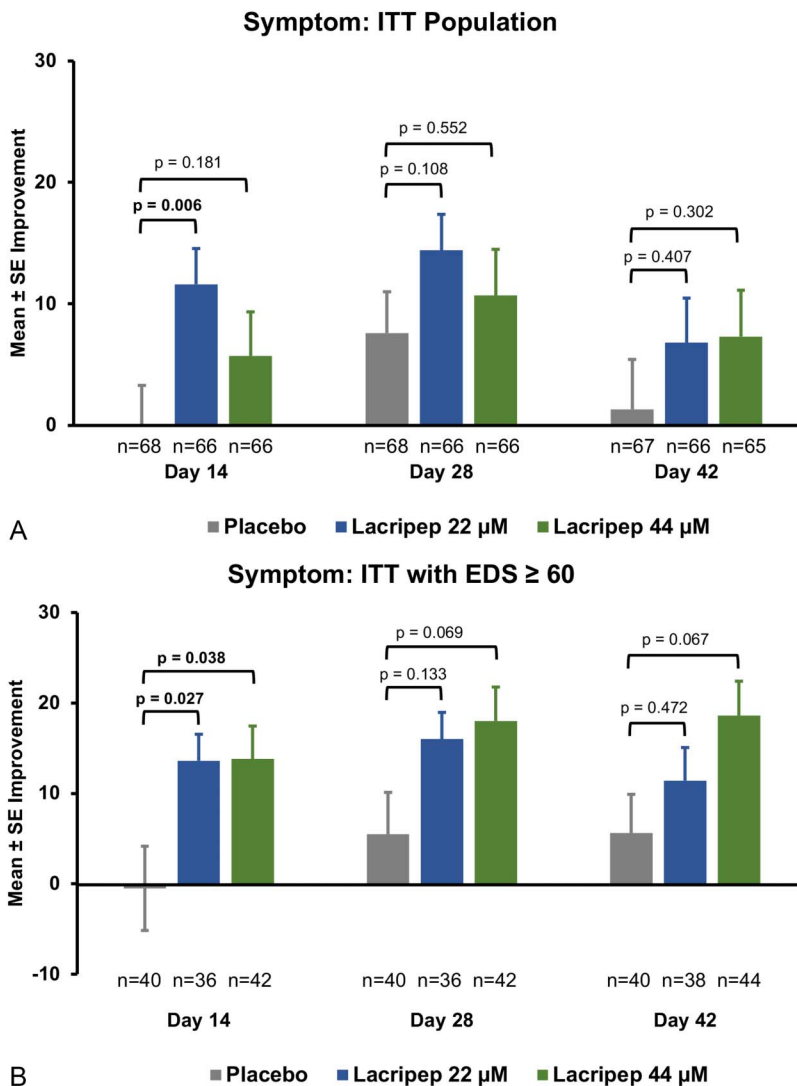 Symptom: ITT Population
Mean ± SE Improvement
30
20
10
0
p = 0.181
p = 0.006
p = 0.552
p = 0.108
p = 0.302
p = 0.407
n=68 n=66 n=66
n=68 n=66 n=66
n=67 n=66 n=65
Day 14
Day 28
Day 42
A
Placebo Lacripep 22 µM Lacripep 44 µM
Symptom: ITT with EDS ≥ 60
Mean ± SE Improvement
30
20
10
0
-10
p = 0.038
p = 0.027
p = 0.069
p = 0.133
p = 0.067
p = 0.472
n=40 n=36 n=42
n=40 n=36 n=42
n=40 n=38 n=44
Day 14
Day 28
Day 42
B
Placebo Lacripep 22 µM Lacripep 44 µM